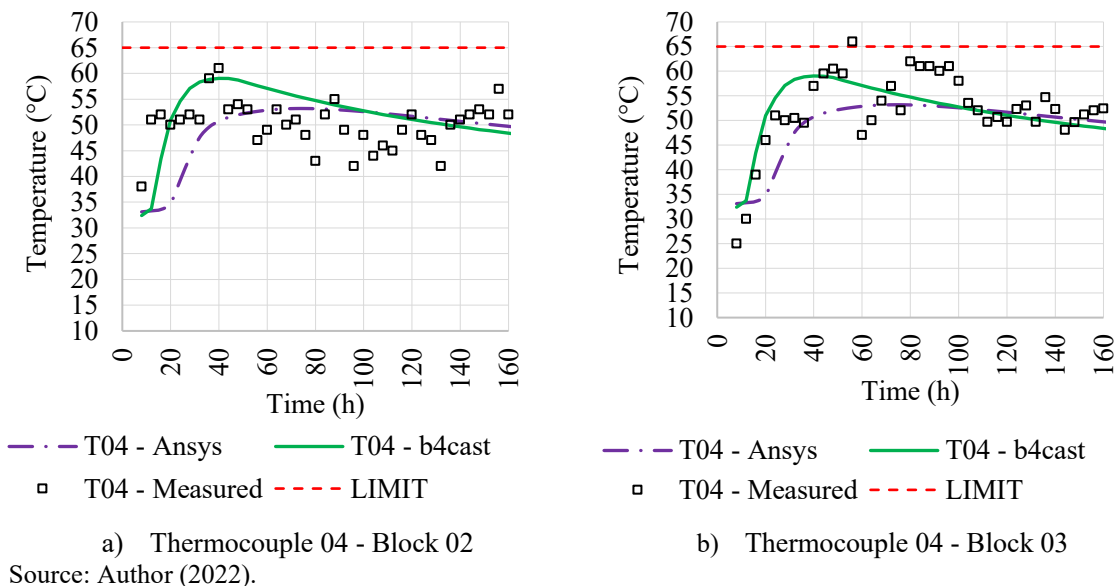 70
65
60
55
50
45
40
35
30
25
20
15
10
Temperature (°C)
0
20
40
60
80
100
120
140
160
Time (h)
T04 - Ansys
T04 - b4cast
T04 - Measured
LIMIT
a) Thermocouple 04 - Block 02
70
65
60
55
50
45
40
35
30
25
20
15
10
Temperature (°C)
0
20
40
60
80
100
120
140
160
Time (h)
T04 - Ansys
T04 - b4cast
T04 - Measured
LIMIT
b) Thermocouple 04 - Block 03
Source: Author (2022).